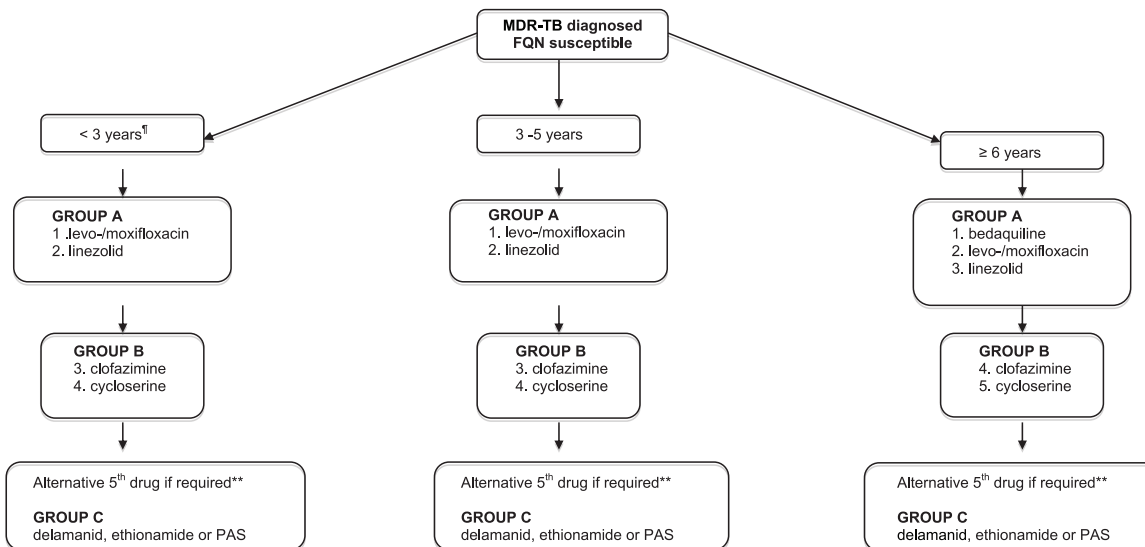 MDR-TB diagnosed
FQN susceptible
< 3 years¶
3 -5 years
≥ 6 years
GROUP A
1 .levo-/moxifloxacin
2. linezolid
GROUP A
1. levo-/moxifloxacin
2. linezolid
GROUP A
1. bedaquiline
2. levo-/moxifloxacin
3. linezolid
GROUP B
3. clofazimine
4. cycloserine
GROUP B
3. clofazimine
4. cycloserine
GROUP B
4. clofazimine
5. cycloserine
Alternative 5th drug if required**
GROUP C
delamanid, ethionamide or PAS
Alternative 5th drug if required**
GROUP C
delamanid, ethionamide or PAS
Alternative 5th drug if required**
GROUP C
delamanid, ethionamide or PAS